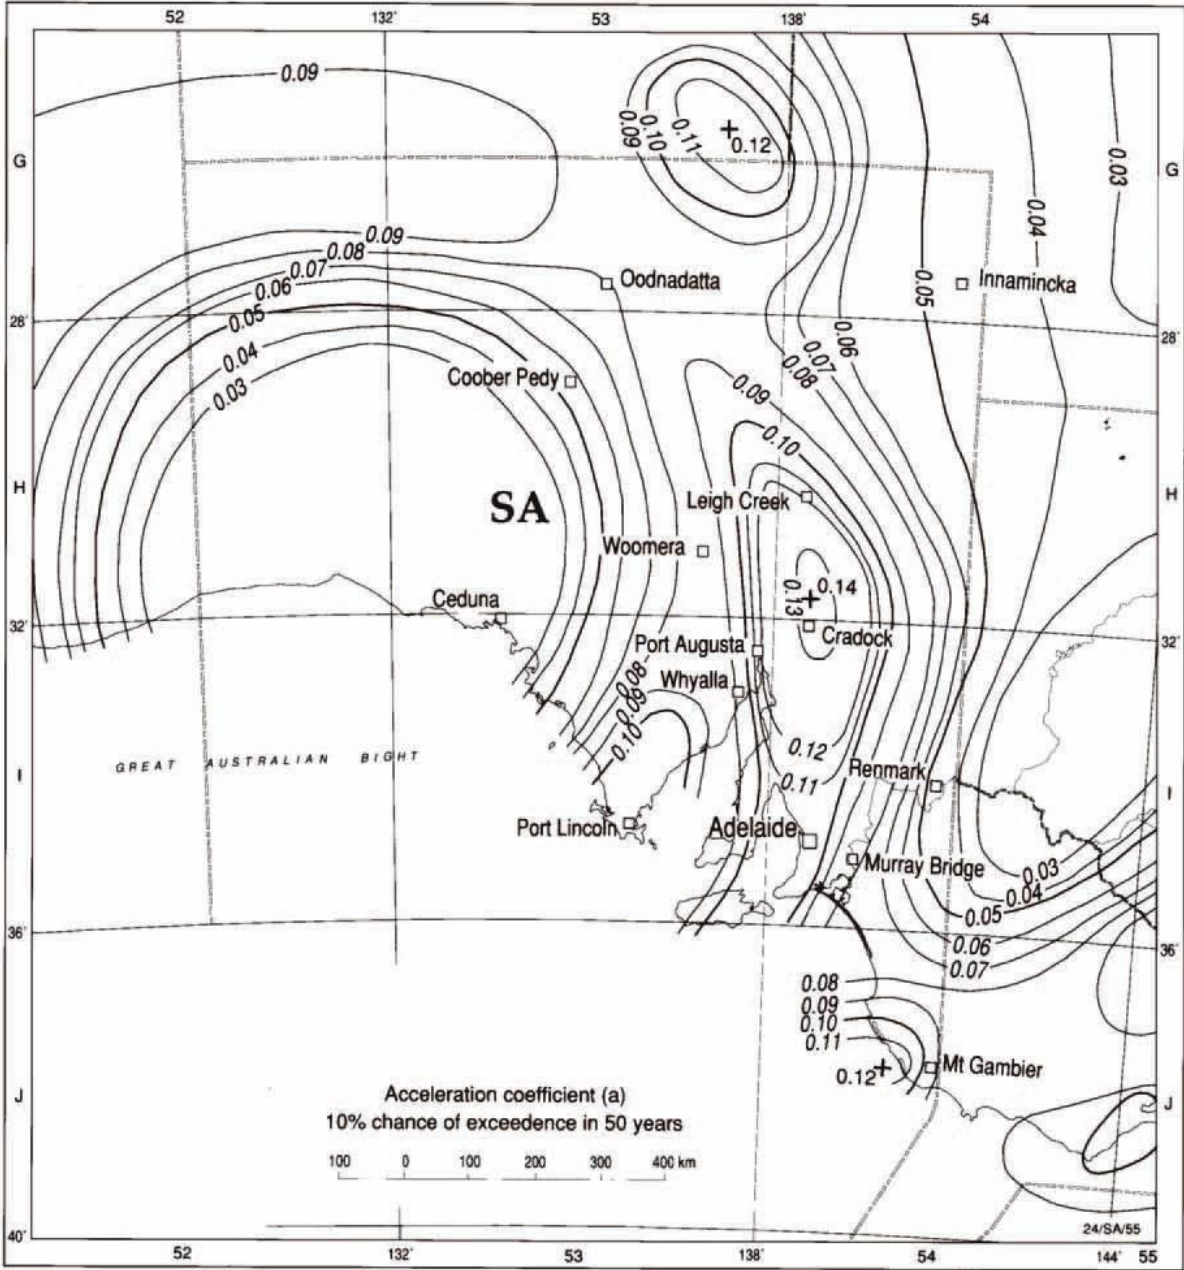 52 132° 53 138° 54
0.09
0.09 0.10 0.11 0.12
G G
0.03
0.04
0.09
0.08
0.07
0.06
0.05
0.04
0.03
Oodnadatta
Innamincka
0.05
28° 28°
0.06
0.07
0.08
Coober Pedy
0.09
0.10
H H
SA
Leigh Creek
Woomera
0.14
0.13
Ceduna
Cradock
32° 32°
Port Augusta
Whyalla
0.08
0.09
0.10
0.12
0.11
GREAT AUSTRALIAN BIGHT
I I
Renmark
Port Lincoln
Adelaide
Murray Bridge
0.03
0.04
0.05
0.06
0.07
36° 36°
0.08
0.09
0.10
0.11
0.12
Mt Gambier
J J
Acceleration coefficient (a)
10% chance of exceedence in 50 years
100 0 100 200 300 400 km
24/SA/55
40°
52 132° 53 138° 54 144° 55